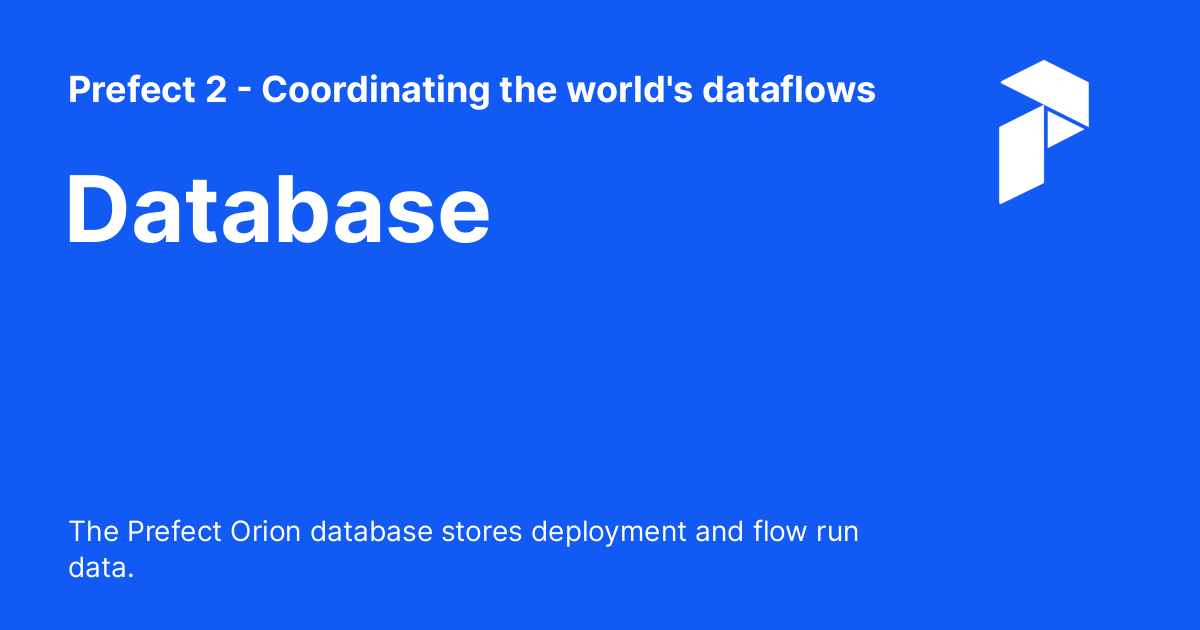 Prefect 2 - Coordinating the world's dataflows
Database
The Prefect Orion database stores deployment and flow run
data.